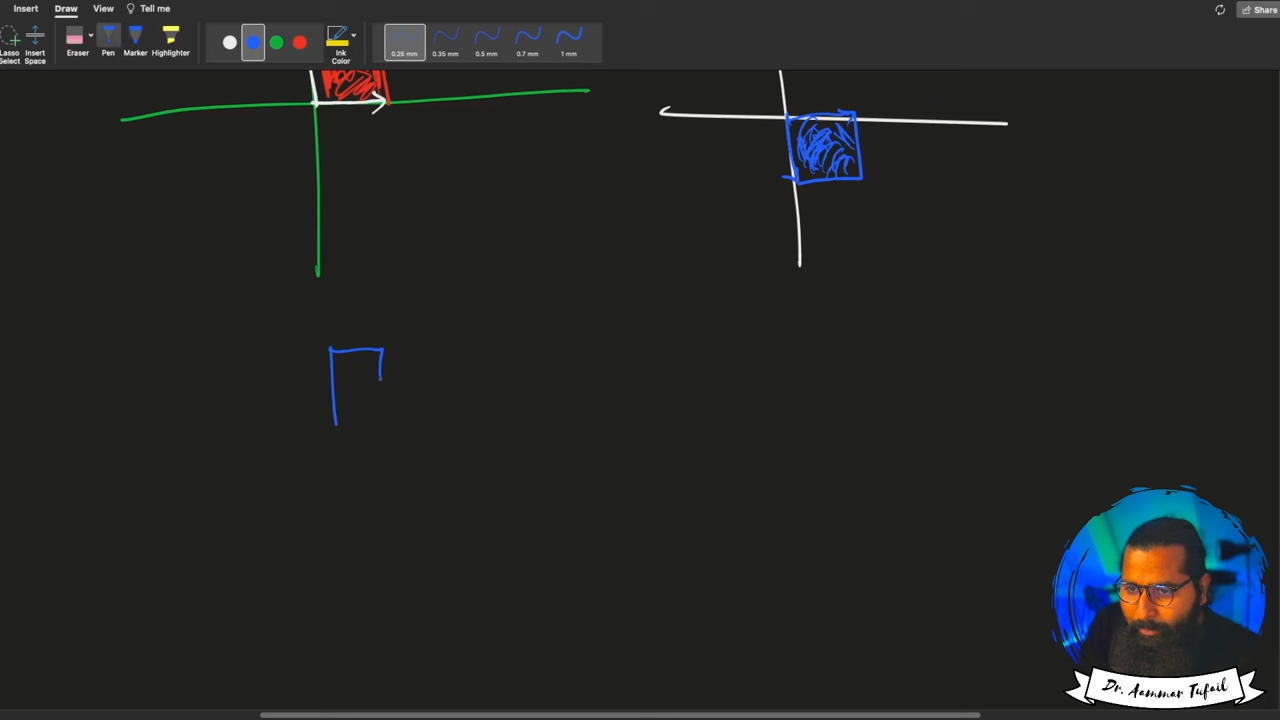 Insert Draw View Tell me Share
Lasso Select
Insert Space
Eraser
Pen
Marker
Highlighter
Ink Color
0.25 mm
0.35 mm
0.5 mm
0.7 mm
1 mm
Dr. Aammar Tufail